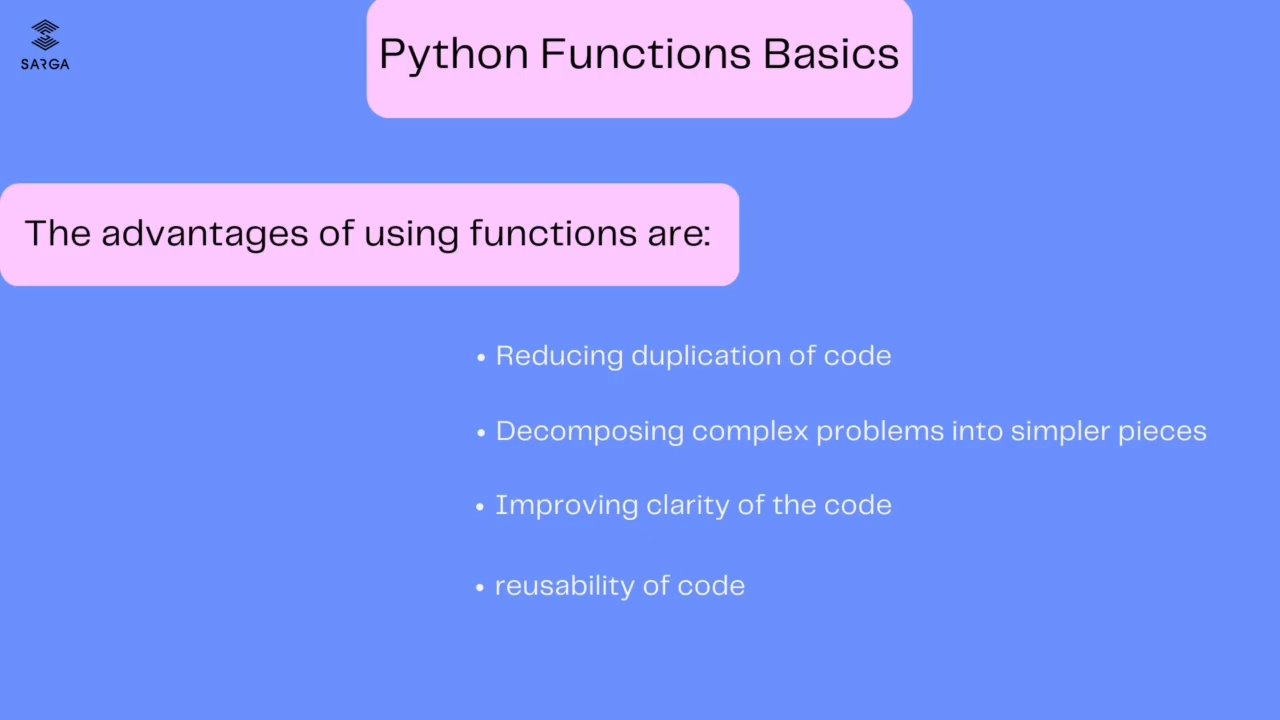 SARGA
Python Functions Basics
The advantages of using functions are:
• Reducing duplication of code
• Decomposing complex problems into simpler pieces
• Improving clarity of the code
• reusability of code